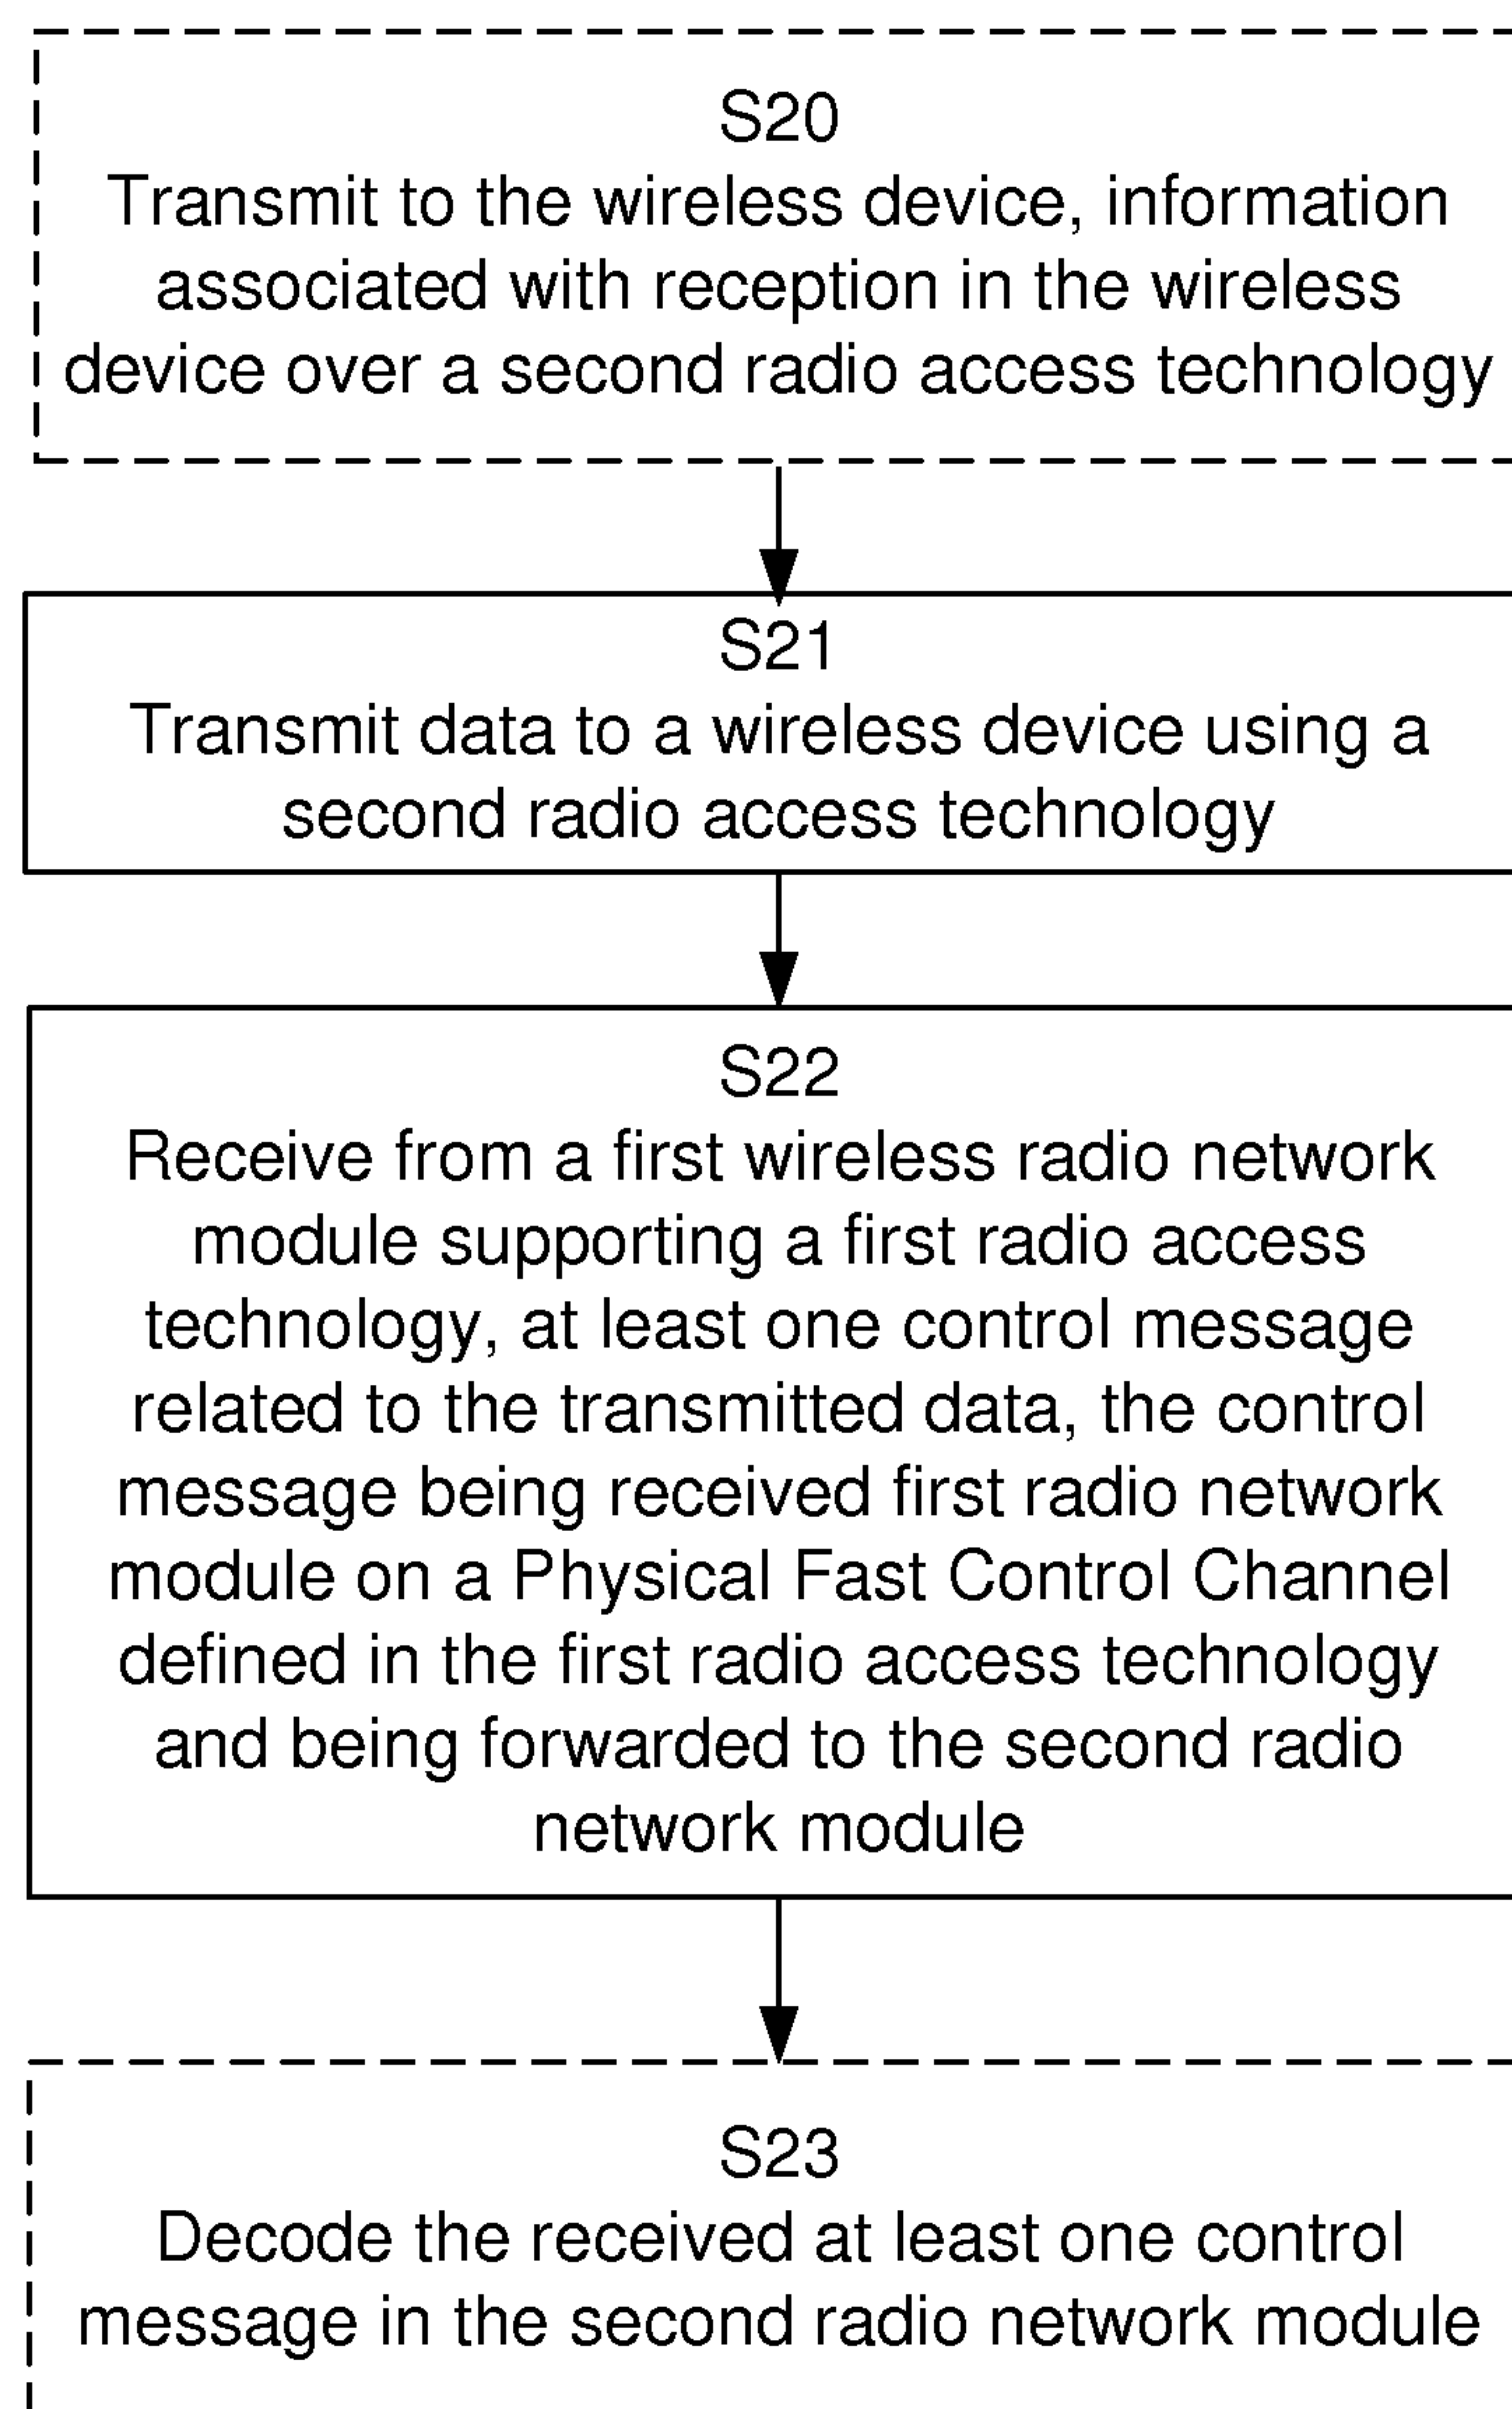 S20
Transmit to the wireless device, information
associated with reception in the wireless
device over a second radio access technology
S21
Transmit data to a wireless device using a
second radio access technology
S22
Receive from a first wireless radio network
module supporting a first radio access
technology, at least one control message
related to the transmitted data, the control
message being received first radio network
module on a Physical Fast Control Channel
defined in the first radio access technology
and being forwarded to the second radio
network module
S23
Decode the received at least one control
message in the second radio network module